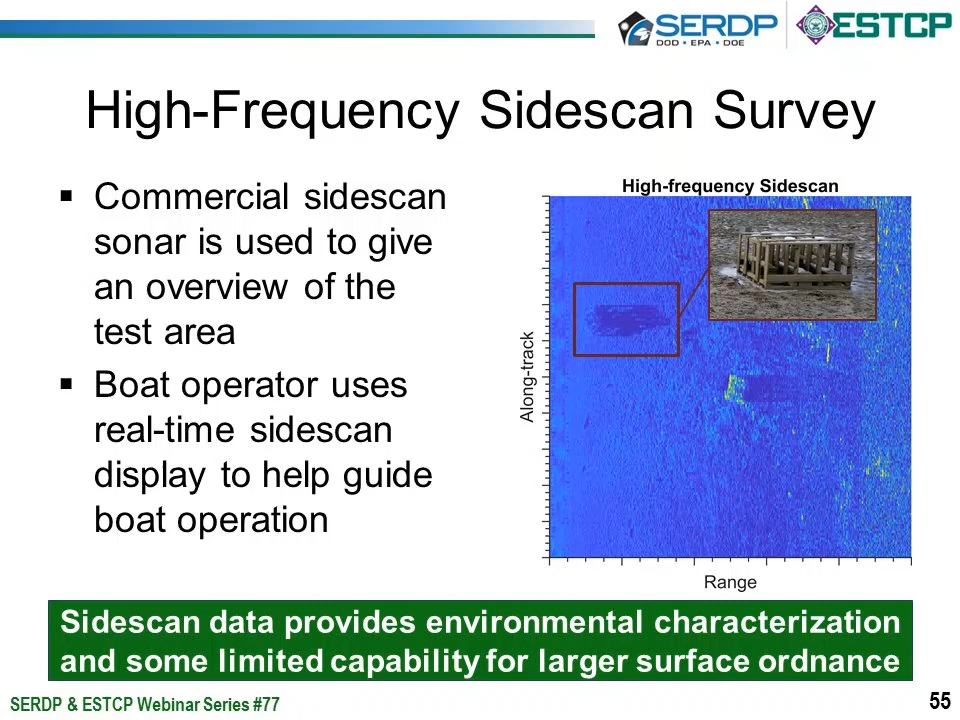 SERDP
DOD • EPA • DOE
ESTCP
High-Frequency Sidescan Survey
▪ Commercial sidescan
sonar is used to give
an overview of the
test area
▪ Boat operator uses
real-time sidescan
display to help guide
boat operation
High-frequency Sidescan
Along-track
Range
Sidescan data provides environmental characterization
and some limited capability for larger surface ordnance
SERDP & ESTCP Webinar Series #77
55